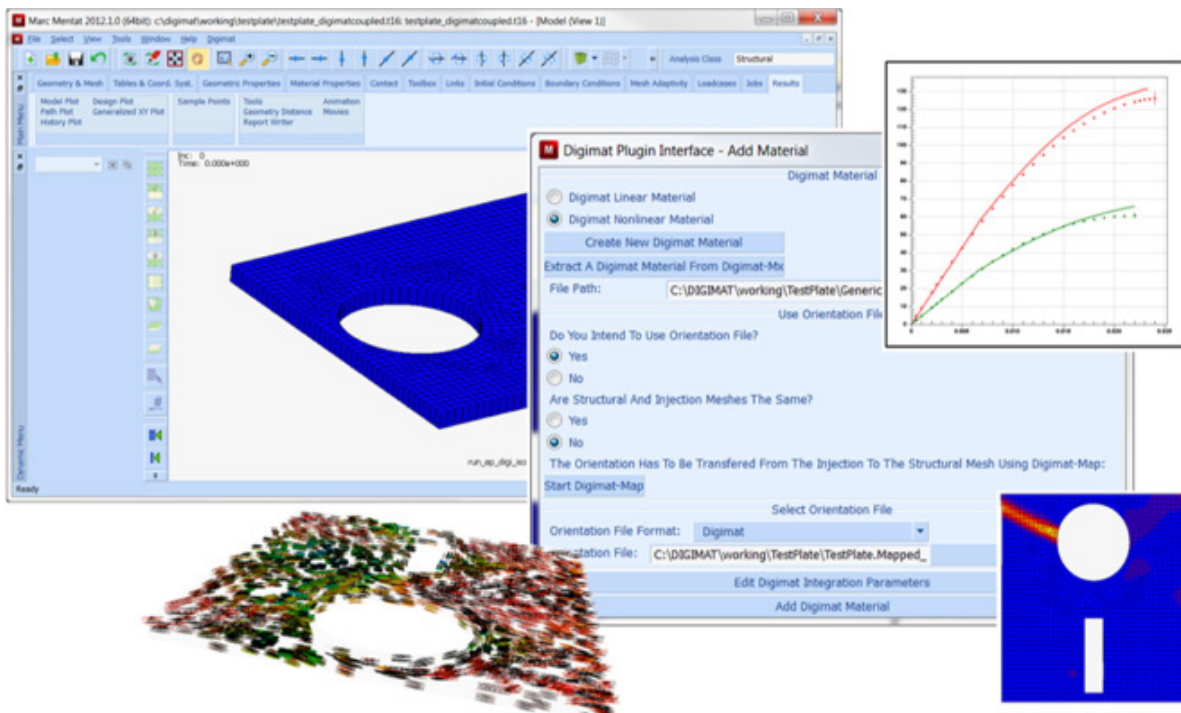 Marc Mentat 2012.1.0 (64bit): c:\digimat\working\testplate\testplate_digimatcoupled.t16: testplate_digimatcoupled.t16 - [Model (View 1)]
File Select View Tools Window Help Digimat
Analysis Class Structural
Geometry & Mesh Tables & Coord. Syst. Geometric Properties Material Properties Contact Toolbox Links Initial Conditions Boundary Conditions Mesh Adaptivity Loadcases Jobs Results
Model Plot Design Plot Sample Points Tools Animation
Path Plot Generalized XY Plot Geometry Distance Movies
History Plot Report Writer
Main Menu
Inc: 0
Time: 0.000e+000
Dynamic Menu
run_ep_digi_iso
Ready
Digimat Plugin Interface - Add Material
Digimat Material
Digimat Linear Material
Digimat Nonlinear Material
Create New Digimat Material
Extract A Digimat Material From Digimat-Mx
File Path: C:\DIGIMAT\working\TestPlate\Generic
Use Orientation File
Do You Intend To Use Orientation File?
Yes
No
Are Structural And Injection Meshes The Same?
Yes
No
The Orientation Has To Be Transfered From The Injection To The Structural Mesh Using Digimat-Map:
Start Digimat-Map
Select Orientation File
Orientation File Format: Digimat
entation File: C:\DIGIMAT\working\TestPlate\TestPlate.Mapped_
Edit Digimat Integration Parameters
Add Digimat Material